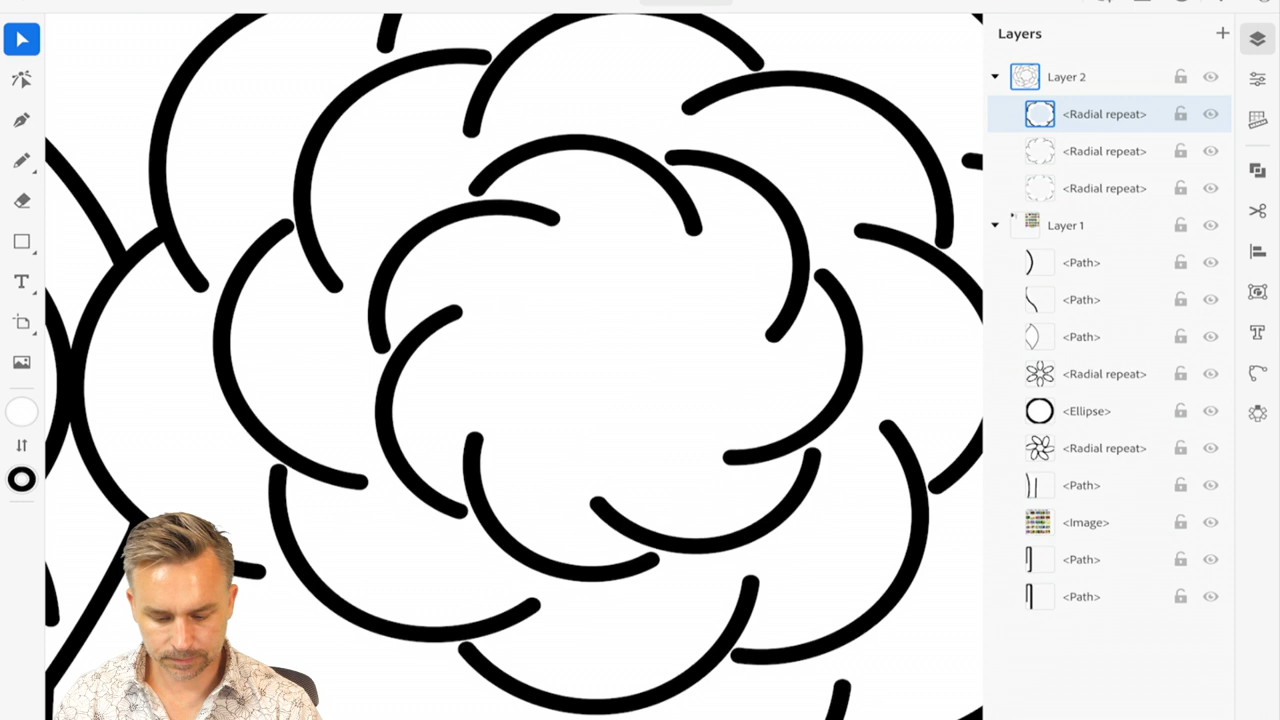 Layers
Layer 2
<Radial repeat>
<Radial repeat>
<Radial repeat>
Layer 1
<Path>
<Path>
<Path>
<Radial repeat>
<Ellipse>
<Radial repeat>
<Path>
<Image>
<Path>
<Path>